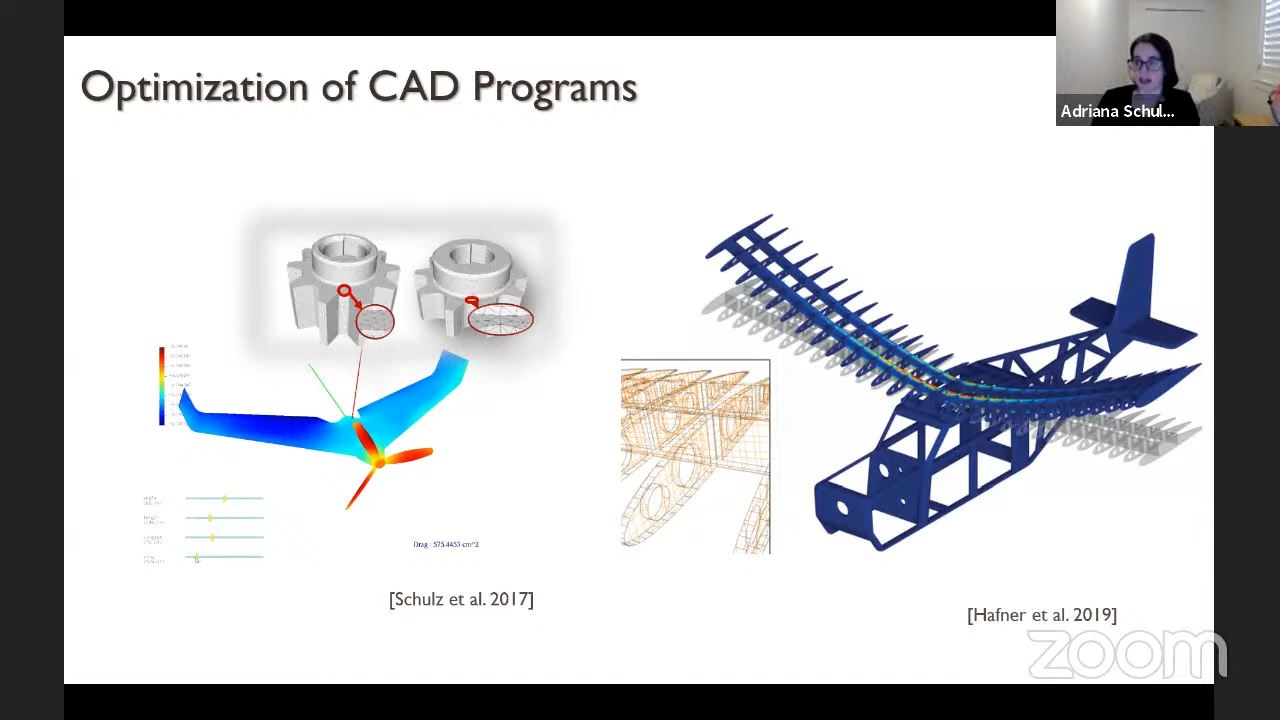 Optimization of CAD Programs
Adriana Schul...
Drag : 575.4453 cm^2
[Schulz et al. 2017]
[Hafner et al. 2019]
zoom